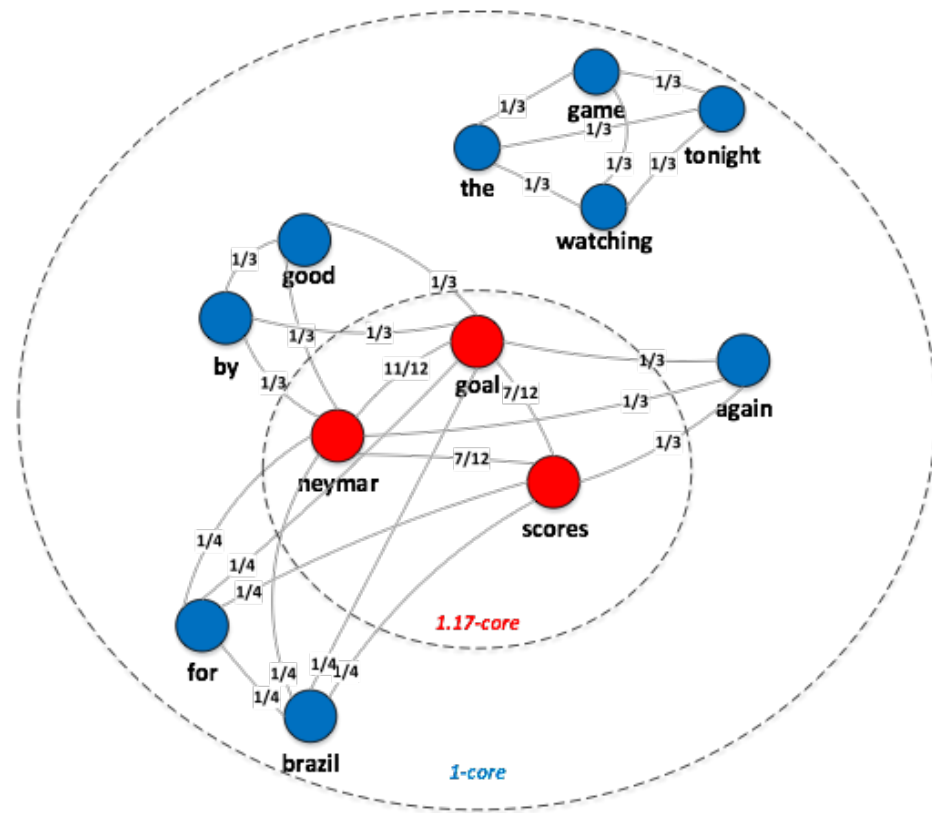 1/3
game
1/3
1/3
tonight
1/3
1/3
the
1/3
watching
1/3
good
1/3
1/3
1/3
by
11/12
1/3
goal
7/12
1/3
again
1/3
1/3
7/12
neymar
scores
1/4
1/4
1/4
1.17-core
for
1/4
1/4
1/4
1/4
brazil
1-core